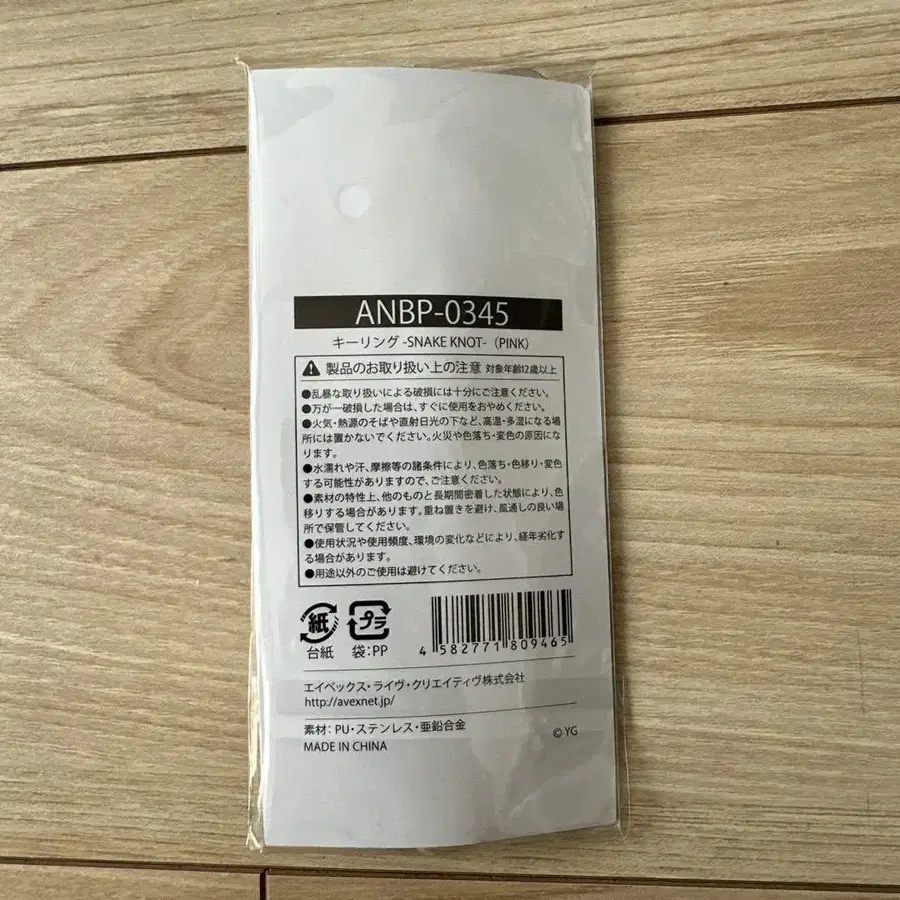 ANBP-0345
キーリング -SNAKE KNOT-（PINK）
製品のお取り扱い上の注意 対象年齢12歳以上
●乱暴な取り扱いによる破損には十分にご注意ください。
●万が一破損した場合は、すぐに使用をおやめください。
●火気・熱源のそばや直射日光の下など、高温・多湿になる場
所には置かないでください。火災や色落ち・変色の原因にな
ります。
●水濡れや汗、摩擦等の諸条件により、色落ち・色移り・変色
する可能性がありますので、ご注意ください。
●素材の特性上、他のものと長期間密着した状態により、色
移りする場合があります。重ね置きを避け、風通しの良い場
所で保管してください。
●使用状況や使用頻度、環境の変化などにより、経年劣化す
る場合があります。
●用途以外のご使用は避けてください。
紙 プラ
台紙 袋:PP
4 582771 809465
エイベックス・ライヴ・クリエイティヴ株式会社
http://avexnet.jp/
素材: PU・ステンレス・亜鉛合金
© YG
MADE IN CHINA